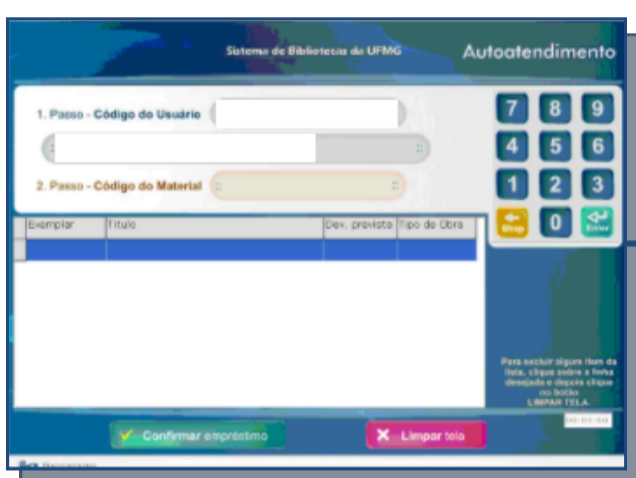 Sistema de Bibliotecas da UFMG
Autoatendimento
1. Passo - Código do Usuário
2. Passo - Código do Material
7 8 9
4 5 6
1 2 3
Bksp 0 Enter
Exemplar Título Dev. prevista Tipo de Obra
Para excluir algum item da
lista, clique sobre a linha
desejada e depois clique
no botão
LIMPAR TELA.
Confirmar empréstimo
Limpar tela